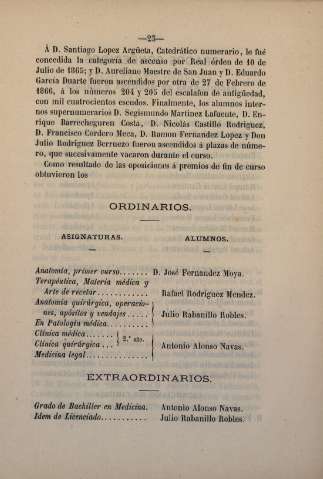 —23—
Á D. Santiago Lopez Argüeta, Catedrático numerario, le fué
concedida la categoría de ascenso por Real órden de 10 de
Julio de 1865; y D. Aureliano Maestre de San Juan y D. Eduardo
García Duarte fueron ascendidos por otra de 27 de Febrero de
1866, á los números 204 y 205 del escalafon de antigüedad,
con mil cuatrocientos escudos. Finalmente, los alumnos inter
nos supernumerarios D. Segismundo Martinez Lafuente, D. En-
rique Barrecheguren Costa, D. Nicolás Castillo Rodriguez,
D. Francisco Cordero Meca, D. Ramon Fernandez Lopez y Don
Julio Rodriguez Berruezo fueron ascendidos á plazas de núme-
ro, que sucesivamente vacaron durante el curso.
Como resultado de las oposiciones á premios de fin de curso
obtuvieron los
ORDINARIOS.
ASIGNATURAS. ALUMNOS.
Anatomía, primer curso....... D. José Fernandez Moya.
Terapéutica, Materia médica y
Arte de recetar............. Rafael Rodriguez Mendez.
Anatomía quirúrgica, operacio-
nes, apósitos y vendajes..... Julio Rabanillo Robles.
En Patología médica..........
Clínica médica......
Clínica quirúrgica... 2.º año. Antonio Alonso Navas.
Medicina legal...............
EXTRAORDINARIOS.
Grado de Bachiller en Medicina. Antonio Alonso Navas.
Idem de Licenciado........... Julio Rabanillo Robles.